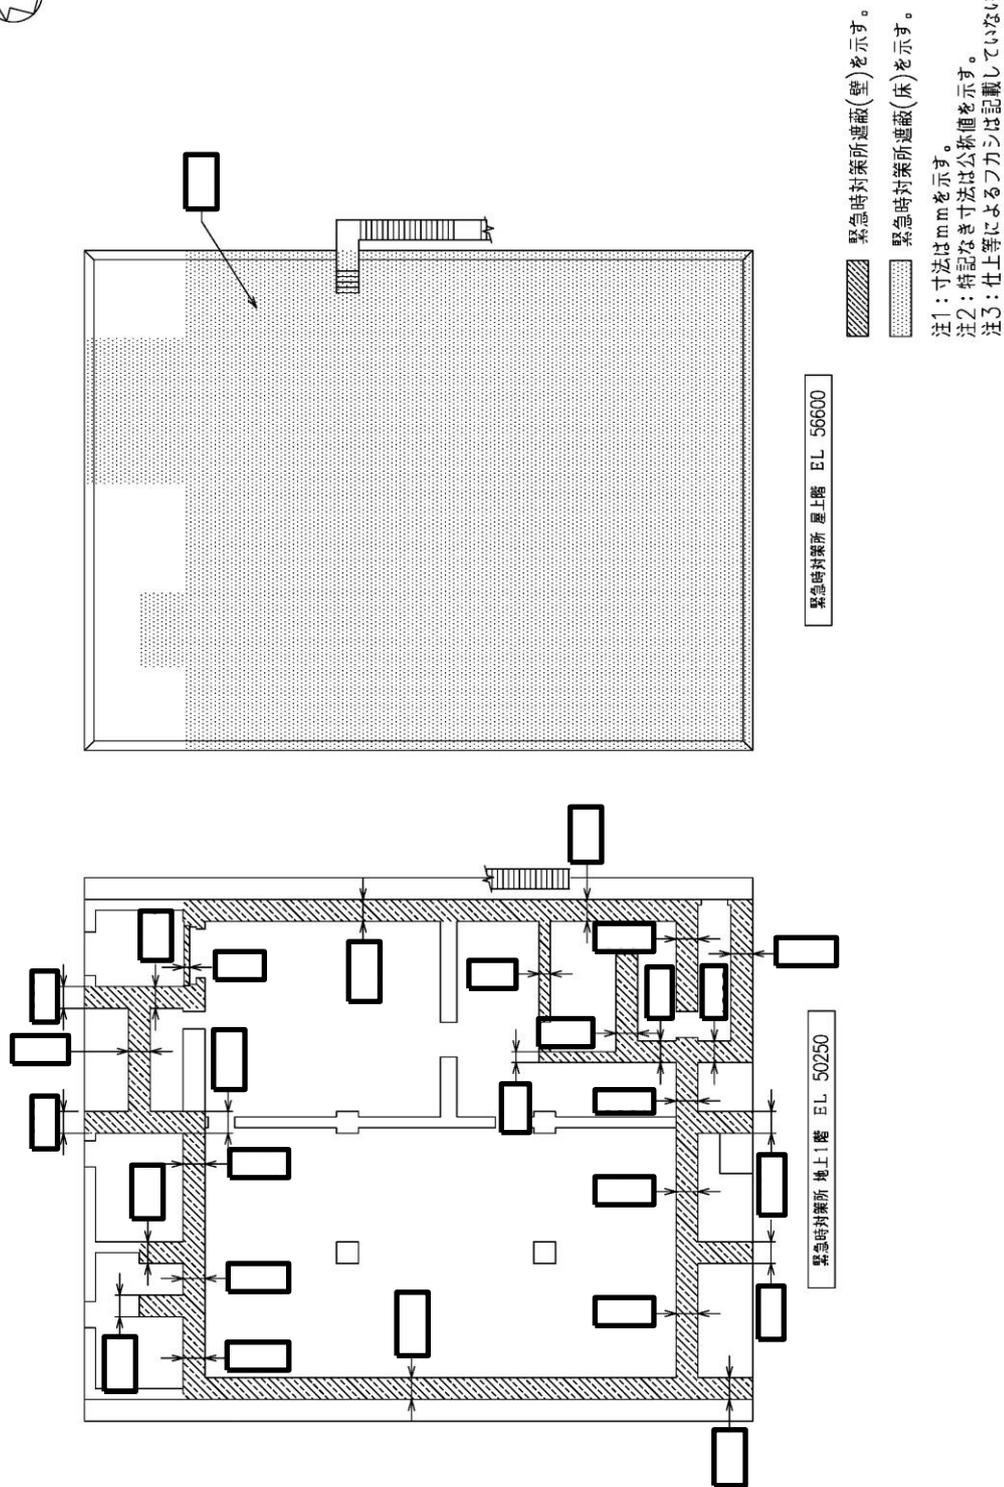 緊急時対策所遮蔽(壁)を示す。
緊急時対策所遮蔽(床)を示す。
注1：寸法はmmを示す。
注2：特記なき寸法は公称値を示す。
注3：仕上等によるフカシは記載していない
緊急時対策所 屋上階 EL 56600
緊急時対策所 地上1階 EL 50250